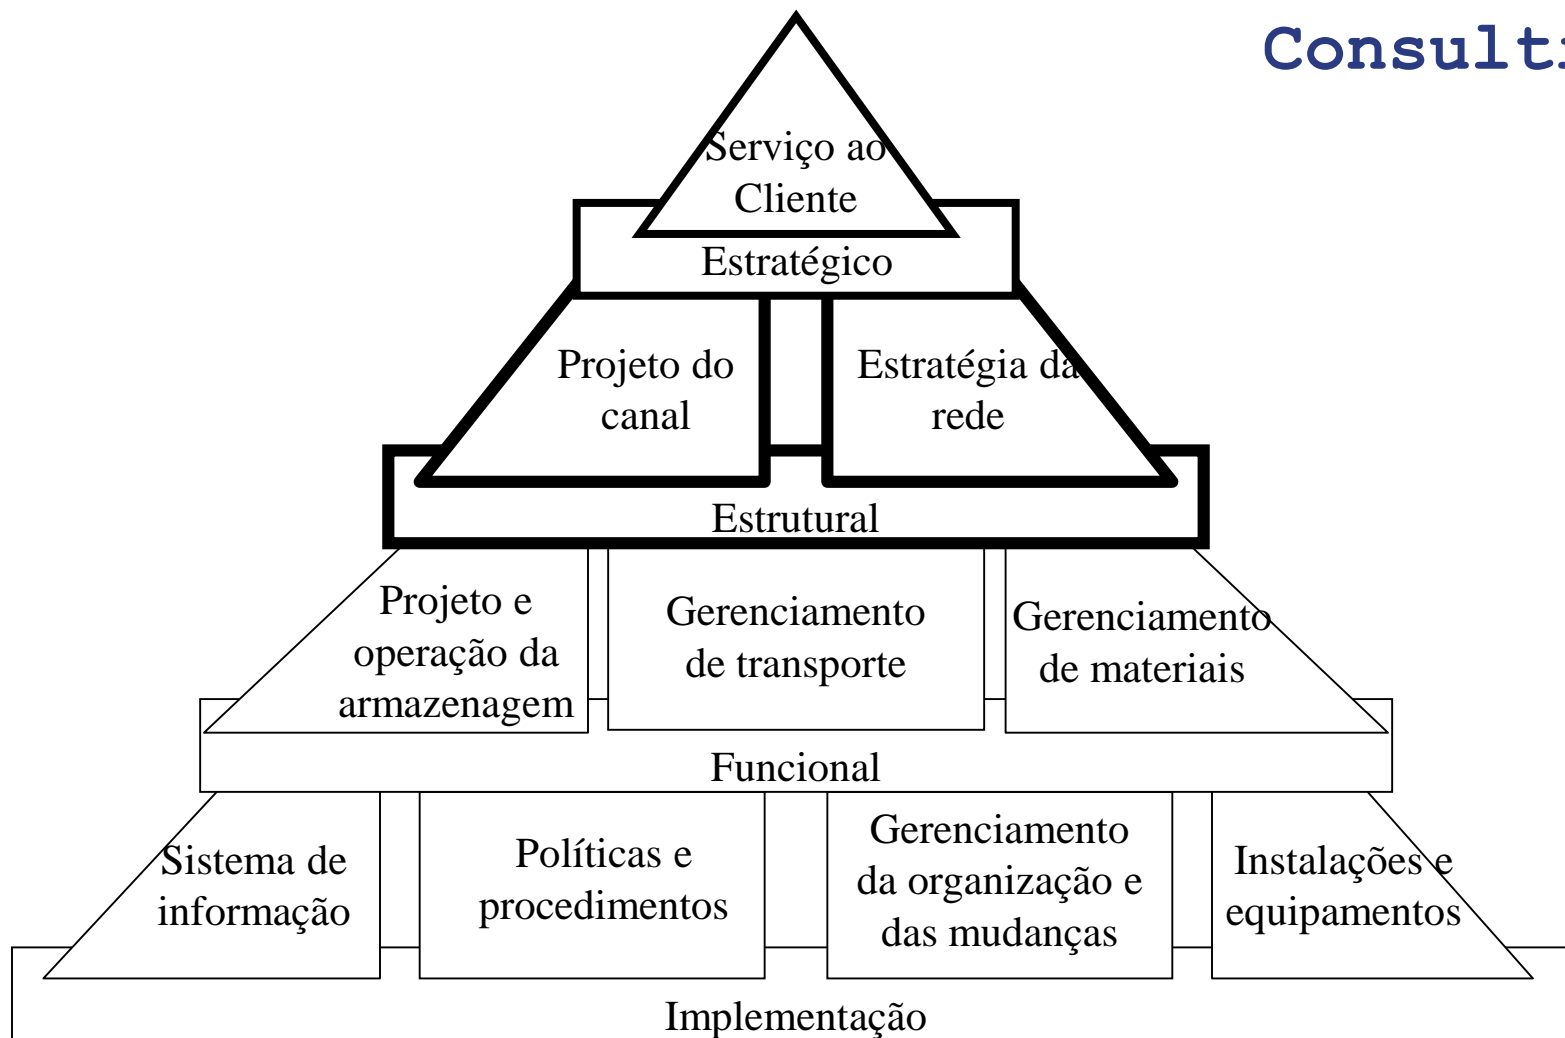 Consulti
Serviço ao
Cliente
Estratégico
Projeto do
canal
Estratégia da
rede
Estrutural
Projeto e
operação da
armazenagem
Gerenciamento
de transporte
Gerenciamento
de materiais
Funcional
Sistema de
informação
Políticas e
procedimentos
Gerenciamento
da organização e
das mudanças
Instalações e
equipamentos
Implementação